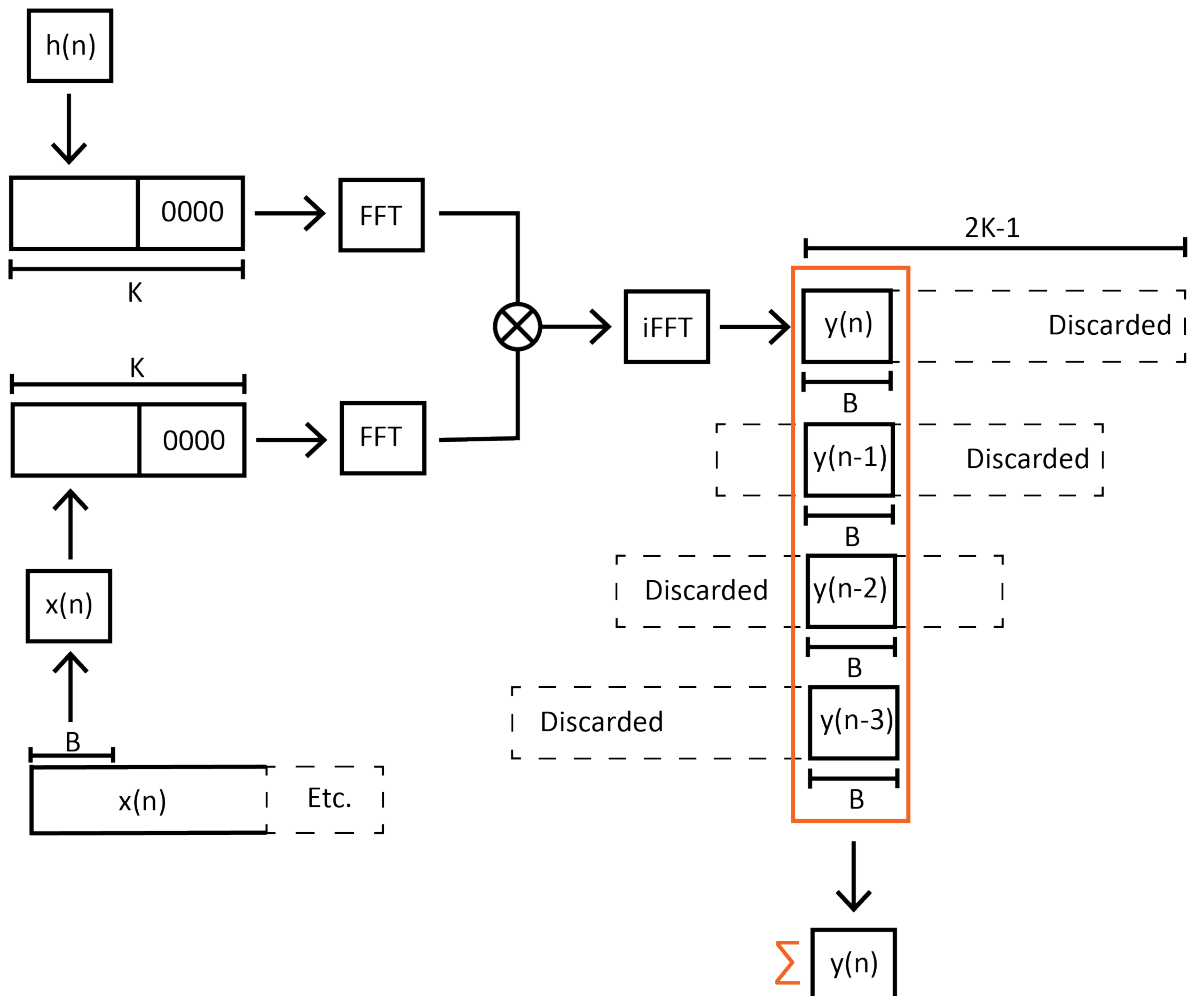 h(n)
0000
FFT
K
2K-1
y(n)
Discarded
B
iFFT
K
0000
FFT
y(n-1)
Discarded
B
x(n)
Discarded
y(n-2)
B
Discarded
y(n-3)
B
B
x(n)
Etc.
∑
y(n)